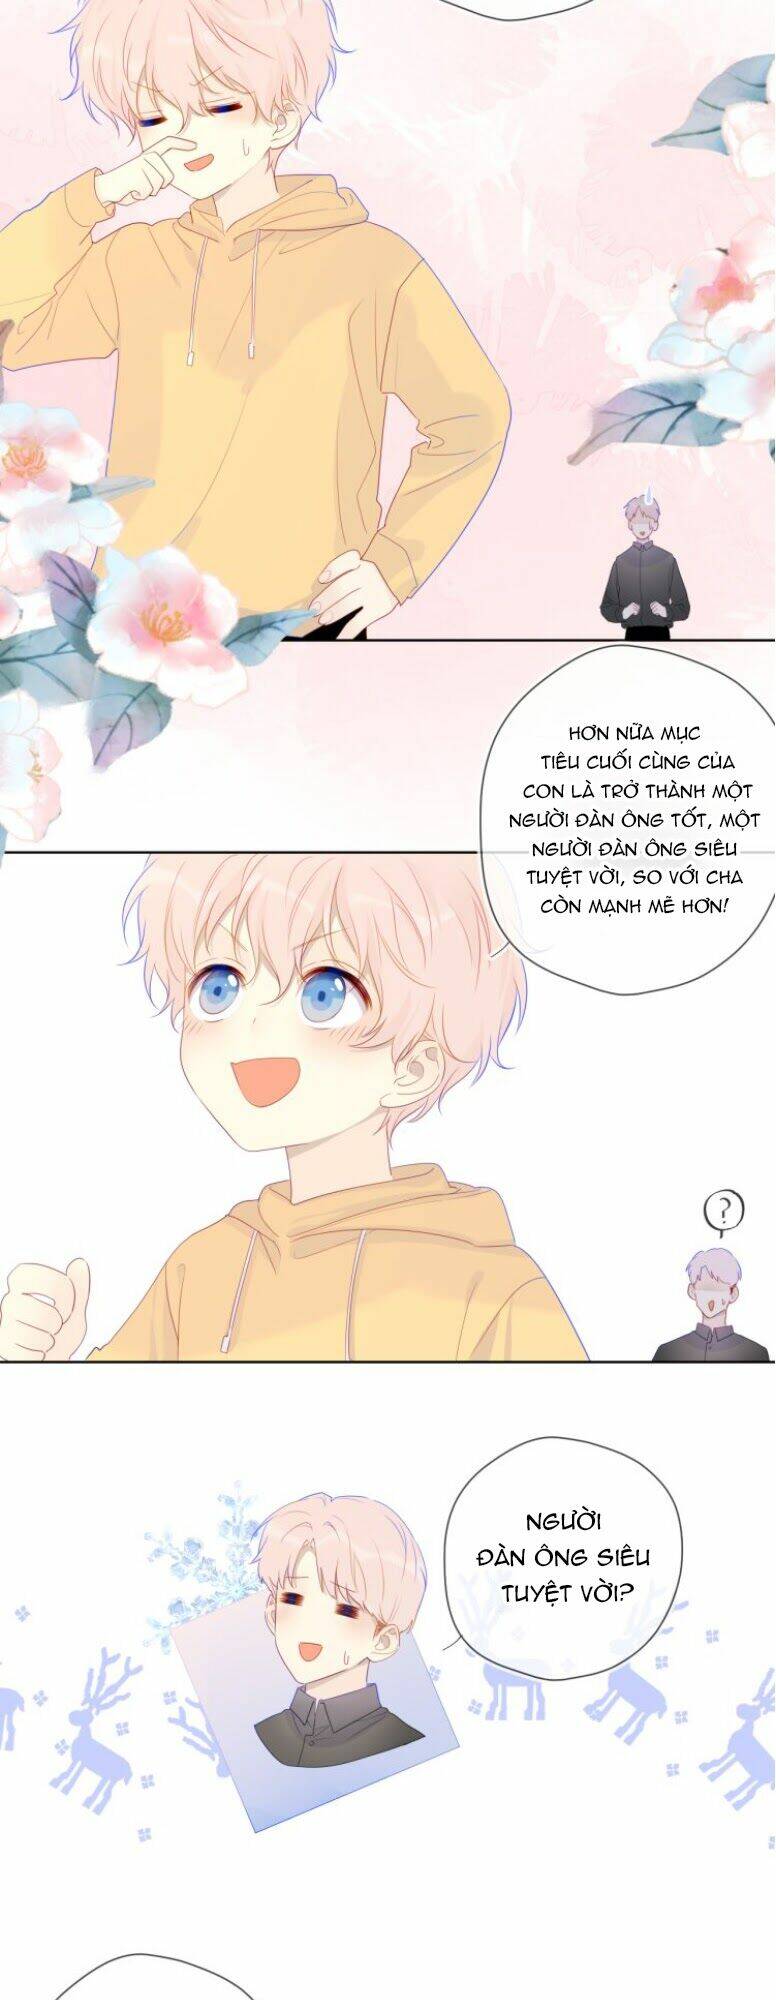 HƠN NỮA MỤC
TIÊU CUỐI CÙNG CỦA
CON LÀ TRỞ THÀNH MỘT
NGƯỜI ĐÀN ÔNG TỐT, MỘT
NGƯỜI ĐÀN ÔNG SIÊU
TUYỆT VỜI, SO VỚI CHA
CÒN MẠNH MẼ HƠN!
?
NGƯỜI
ĐÀN ÔNG SIÊU
TUYỆT VỜI?